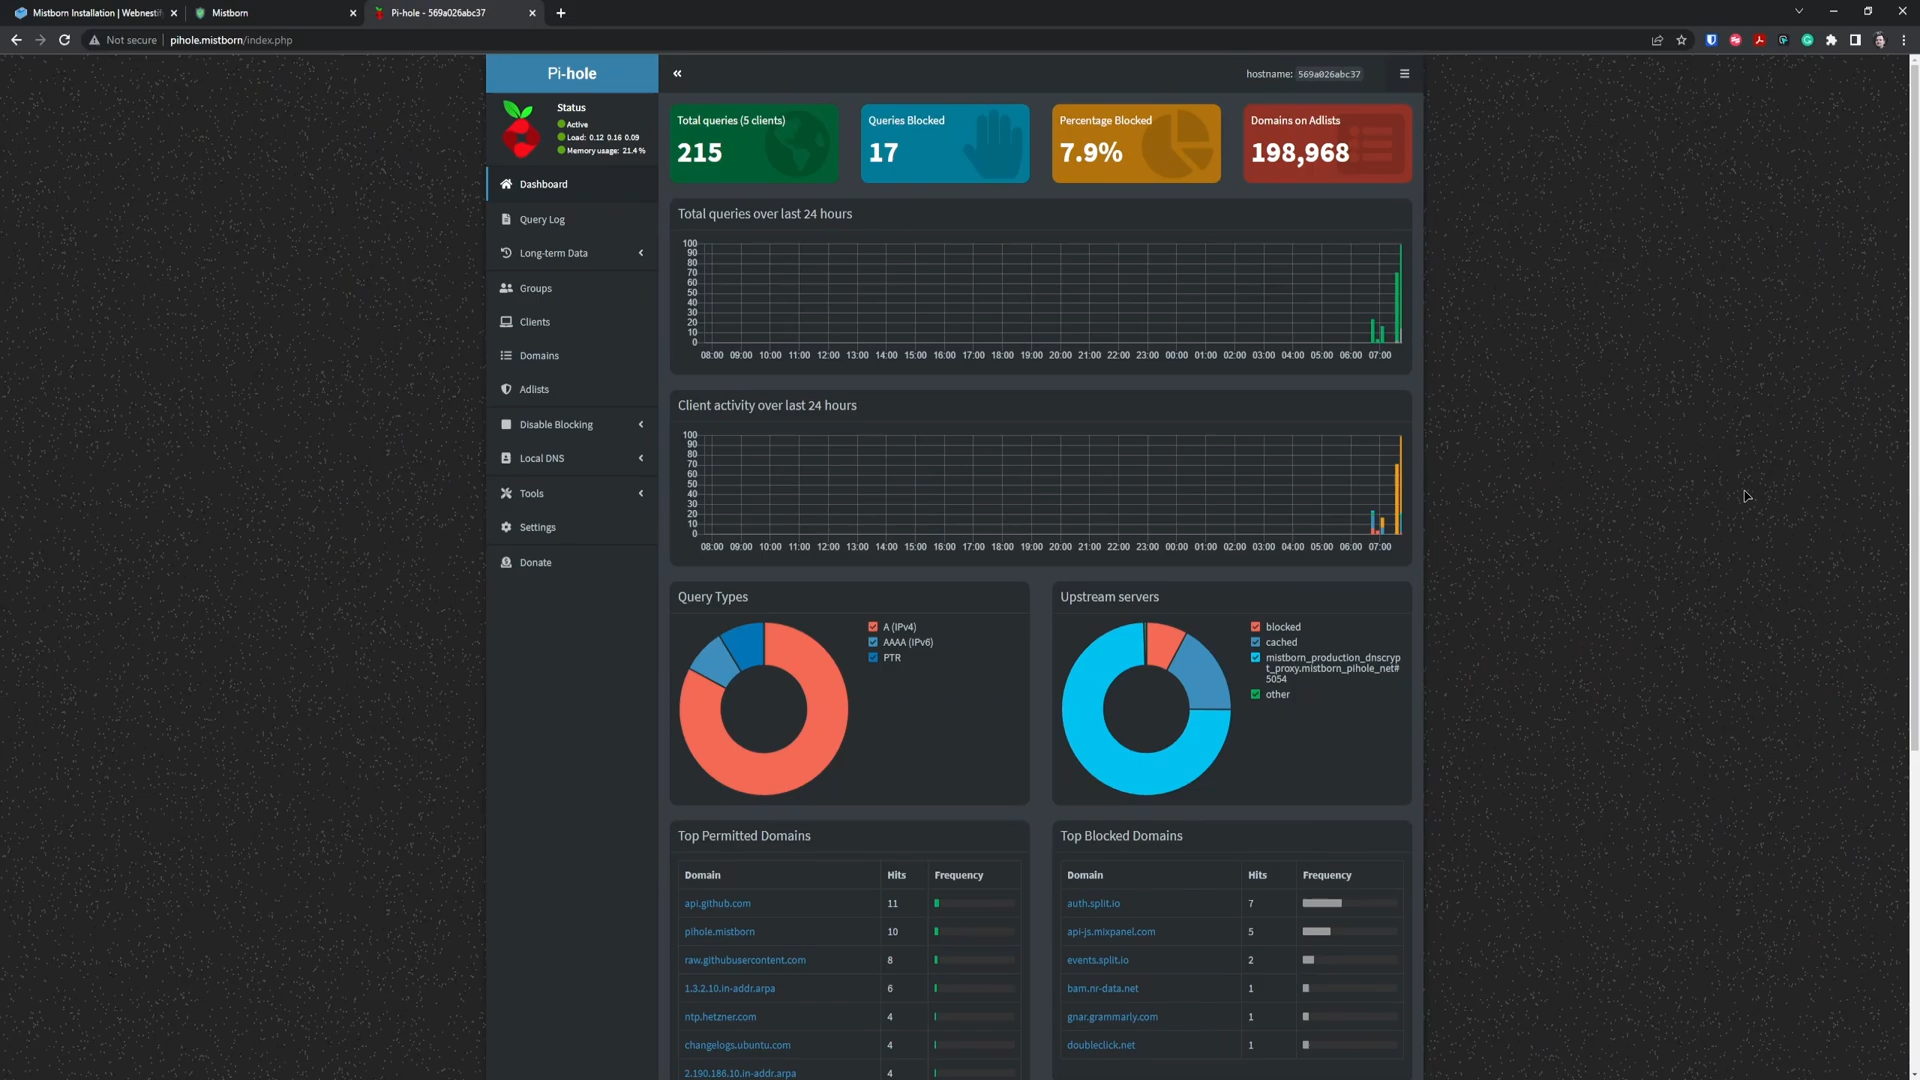 Mistborn Installation | Webnesti
Mistborn
Pi-hole - 569a026abc37
Not secure
pihole.mistborn/index.php
Pi-hole
hostname: 569a026abc37
Status
Active
Load: 0.12 0.16 0.09
Memory usage: 21.4 %
Dashboard
Query Log
Long-term Data
Groups
Clients
Domains
Adlists
Disable Blocking
Local DNS
Tools
Settings
Donate
Total queries (5 clients)
215
Queries Blocked
17
Percentage Blocked
7.9%
Domains on Adlists
198,968
Total queries over last 24 hours
100
90
80
70
60
50
40
30
20
10
0
08:00 09:00 10:00 11:00 12:00 13:00 14:00 15:00 16:00 17:00 18:00 19:00 20:00 21:00 22:00 23:00 00:00 01:00 02:00 03:00 04:00 05:00 06:00 07:00
Client activity over last 24 hours
100
90
80
70
60
50
40
30
20
10
0
08:00 09:00 10:00 11:00 12:00 13:00 14:00 15:00 16:00 17:00 18:00 19:00 20:00 21:00 22:00 23:00 00:00 01:00 02:00 03:00 04:00 05:00 06:00 07:00
Query Types
A (IPv4)
AAAA (IPv6)
PTR
Upstream servers
blocked
cached
mistborn_production_dnscryp
t_proxy.mistborn_pihole_net#
5054
other
Top Permitted Domains
Domain Hits Frequency
api.github.com 11
pihole.mistborn 10
raw.githubusercontent.com 8
1.3.2.10.in-addr.arpa 6
ntp.hetzner.com 4
changelogs.ubuntu.com 4
2.190.186.10.in-addr.arpa 4
Top Blocked Domains
Domain Hits Frequency
auth.split.io 7
api-js.mixpanel.com 5
events.split.io 2
bam.nr-data.net 1
gnar.grammarly.com 1
doubleclick.net 1